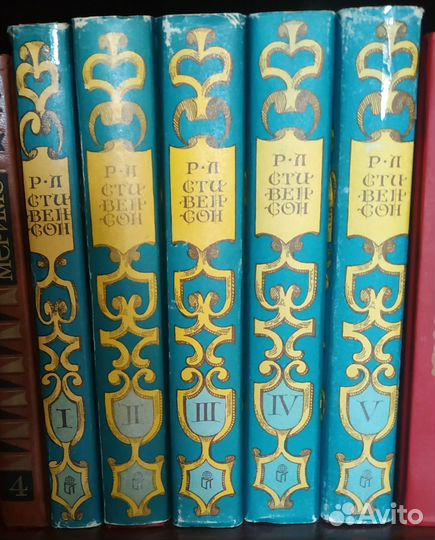 МЕРИМЕ
4
Р·Л
СТИ
ВЕН
СОН
I
Р·Л
СТИ
ВЕН
СОН
II
Р·Л
СТИ
ВЕН
СОН
III
Р·Л
СТИ
ВЕН
СОН
IV
Р·Л
СТИ
ВЕН
СОН
V
Avito